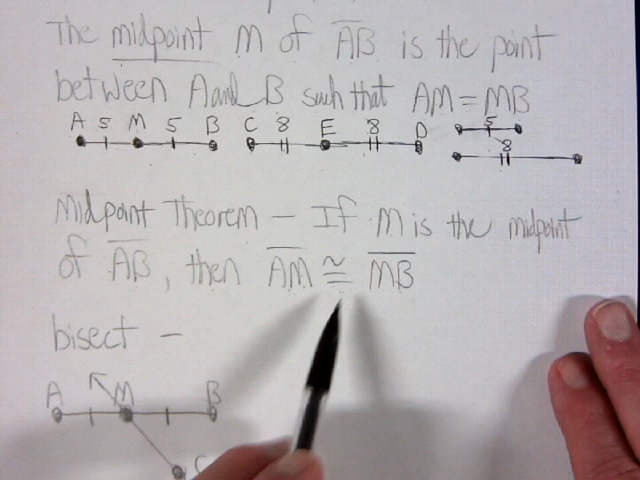 The midpoint M of AB is the point
between A and B such that AM = MB
A 5 M 5 B C 8 E 8 D 5
8
Midpoint Theorem - If M is the midpoint
of AB, then AM ≅ MB
bisect -
A M B
C